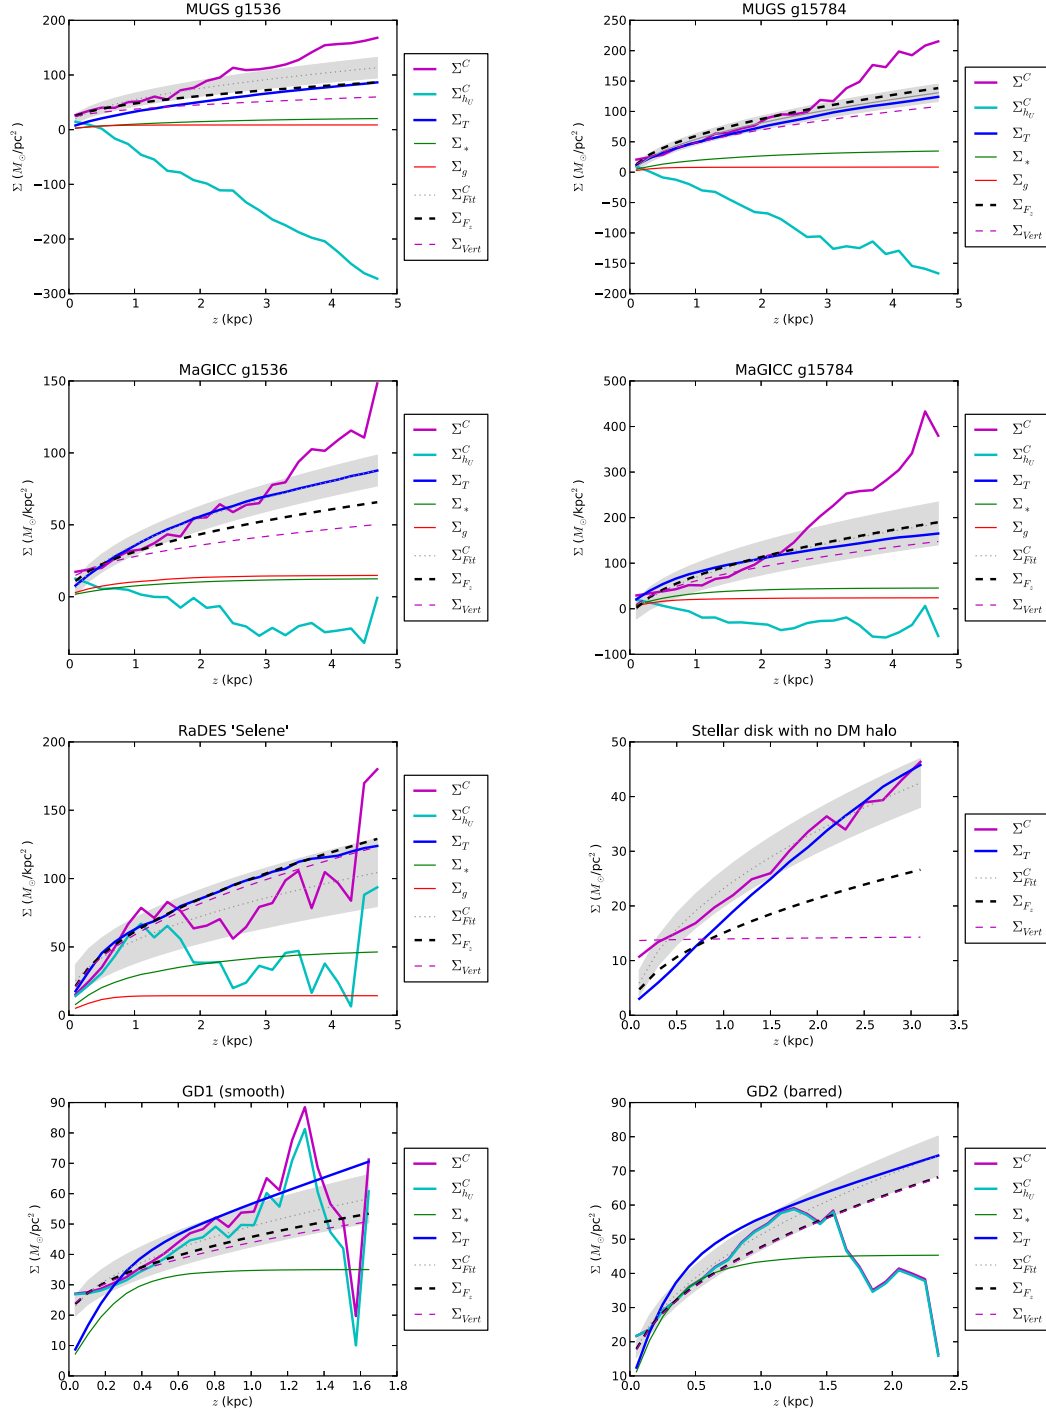 MUGS g1536
200
100
0
−100
−200
−300
Σ (M⊙/pc²)
0 1 2 3 4 5
z (kpc)
Σ^C
Σ^C_{h_U}
Σ_T
Σ_*
Σ_g
Σ^C_{Fit}
Σ_{F_z}
Σ_{Vert}
MUGS g15784
250
200
150
100
50
0
−50
−100
−150
−200
Σ (M⊙/pc²)
0 1 2 3 4 5
z (kpc)
Σ^C
Σ^C_{h_U}
Σ_T
Σ_*
Σ_g
Σ_{F_z}
Σ_{Vert}
MaGICC g1536
150
100
50
0
Σ (M⊙/kpc²)
0 1 2 3 4 5
z (kpc)
Σ^C
Σ^C_{h_U}
Σ_T
Σ_*
Σ_g
Σ^C_{Fit}
Σ_{F_z}
Σ_{Vert}
MaGICC g15784
500
400
300
200
100
0
−100
Σ (M⊙/kpc²)
0 1 2 3 4 5
z (kpc)
Σ^C
Σ^C_{h_U}
Σ_T
Σ_*
Σ_g
Σ^C_{Fit}
Σ_{F_z}
Σ_{Vert}
RaDES 'Selene'
200
150
100
50
0
Σ (M⊙/kpc²)
0 1 2 3 4 5
z (kpc)
Σ^C
Σ^C_{h_U}
Σ_T
Σ_*
Σ_g
Σ^C_{Fit}
Σ_{F_z}
Σ_{Vert}
Stellar disk with no DM halo
50
40
30
20
10
0
Σ (M⊙/pc²)
0.0 0.5 1.0 1.5 2.0 2.5 3.0 3.5
z (kpc)
Σ^C
Σ_T
Σ^C_{Fit}
Σ_{F_z}
Σ_{Vert}
GD1 (smooth)
90
80
70
60
50
40
30
20
10
0
Σ (M⊙/pc²)
0.0 0.2 0.4 0.6 0.8 1.0 1.2 1.4 1.6 1.8
z (kpc)
Σ^C
Σ^C_{h_U}
Σ_*
Σ_T
Σ^C_{Fit}
Σ_{F_z}
Σ_{Vert}
GD2 (barred)
90
80
70
60
50
40
30
20
10
Σ (M⊙/pc²)
0.0 0.5 1.0 1.5 2.0 2.5
z (kpc)
Σ^C
Σ^C_{h_U}
Σ_*
Σ_T
Σ^C_{Fit}
Σ_{F_z}
Σ_{Vert}